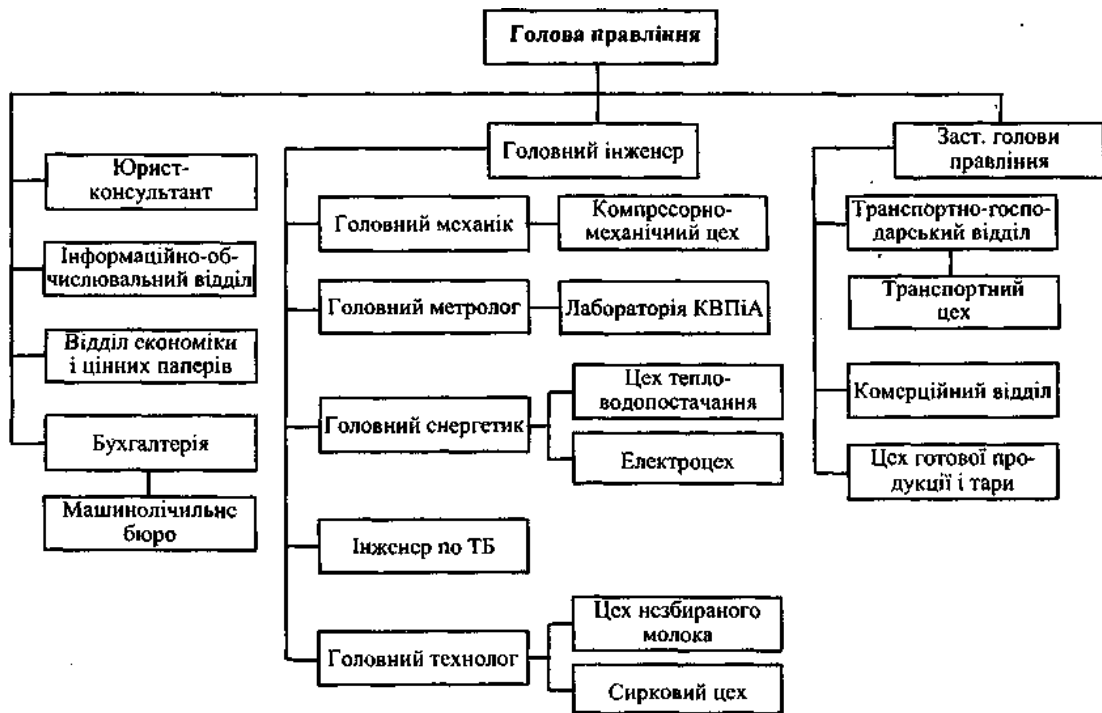 Голова правління
Головний інженер
Заст. голови
правління
Юрист-
консультант
Інформаційно-об-
числювальний відділ
Відділ економіки
і цінних паперів
Бухгалтерія
Машинолічильне
бюро
Головний механік
Компресорно-
механічний цех
Головний метролог
Лабораторія КВПіА
Головний енергетик
Цех тепло-
водопостачання
Електроцех
Інженер по ТБ
Головний технолог
Цех незбираного
молока
Сирковий цех
Транспортно-госпо-
дарський відділ
Транспортний
цех
Комерційний відділ
Цех готової про-
дукції і тари